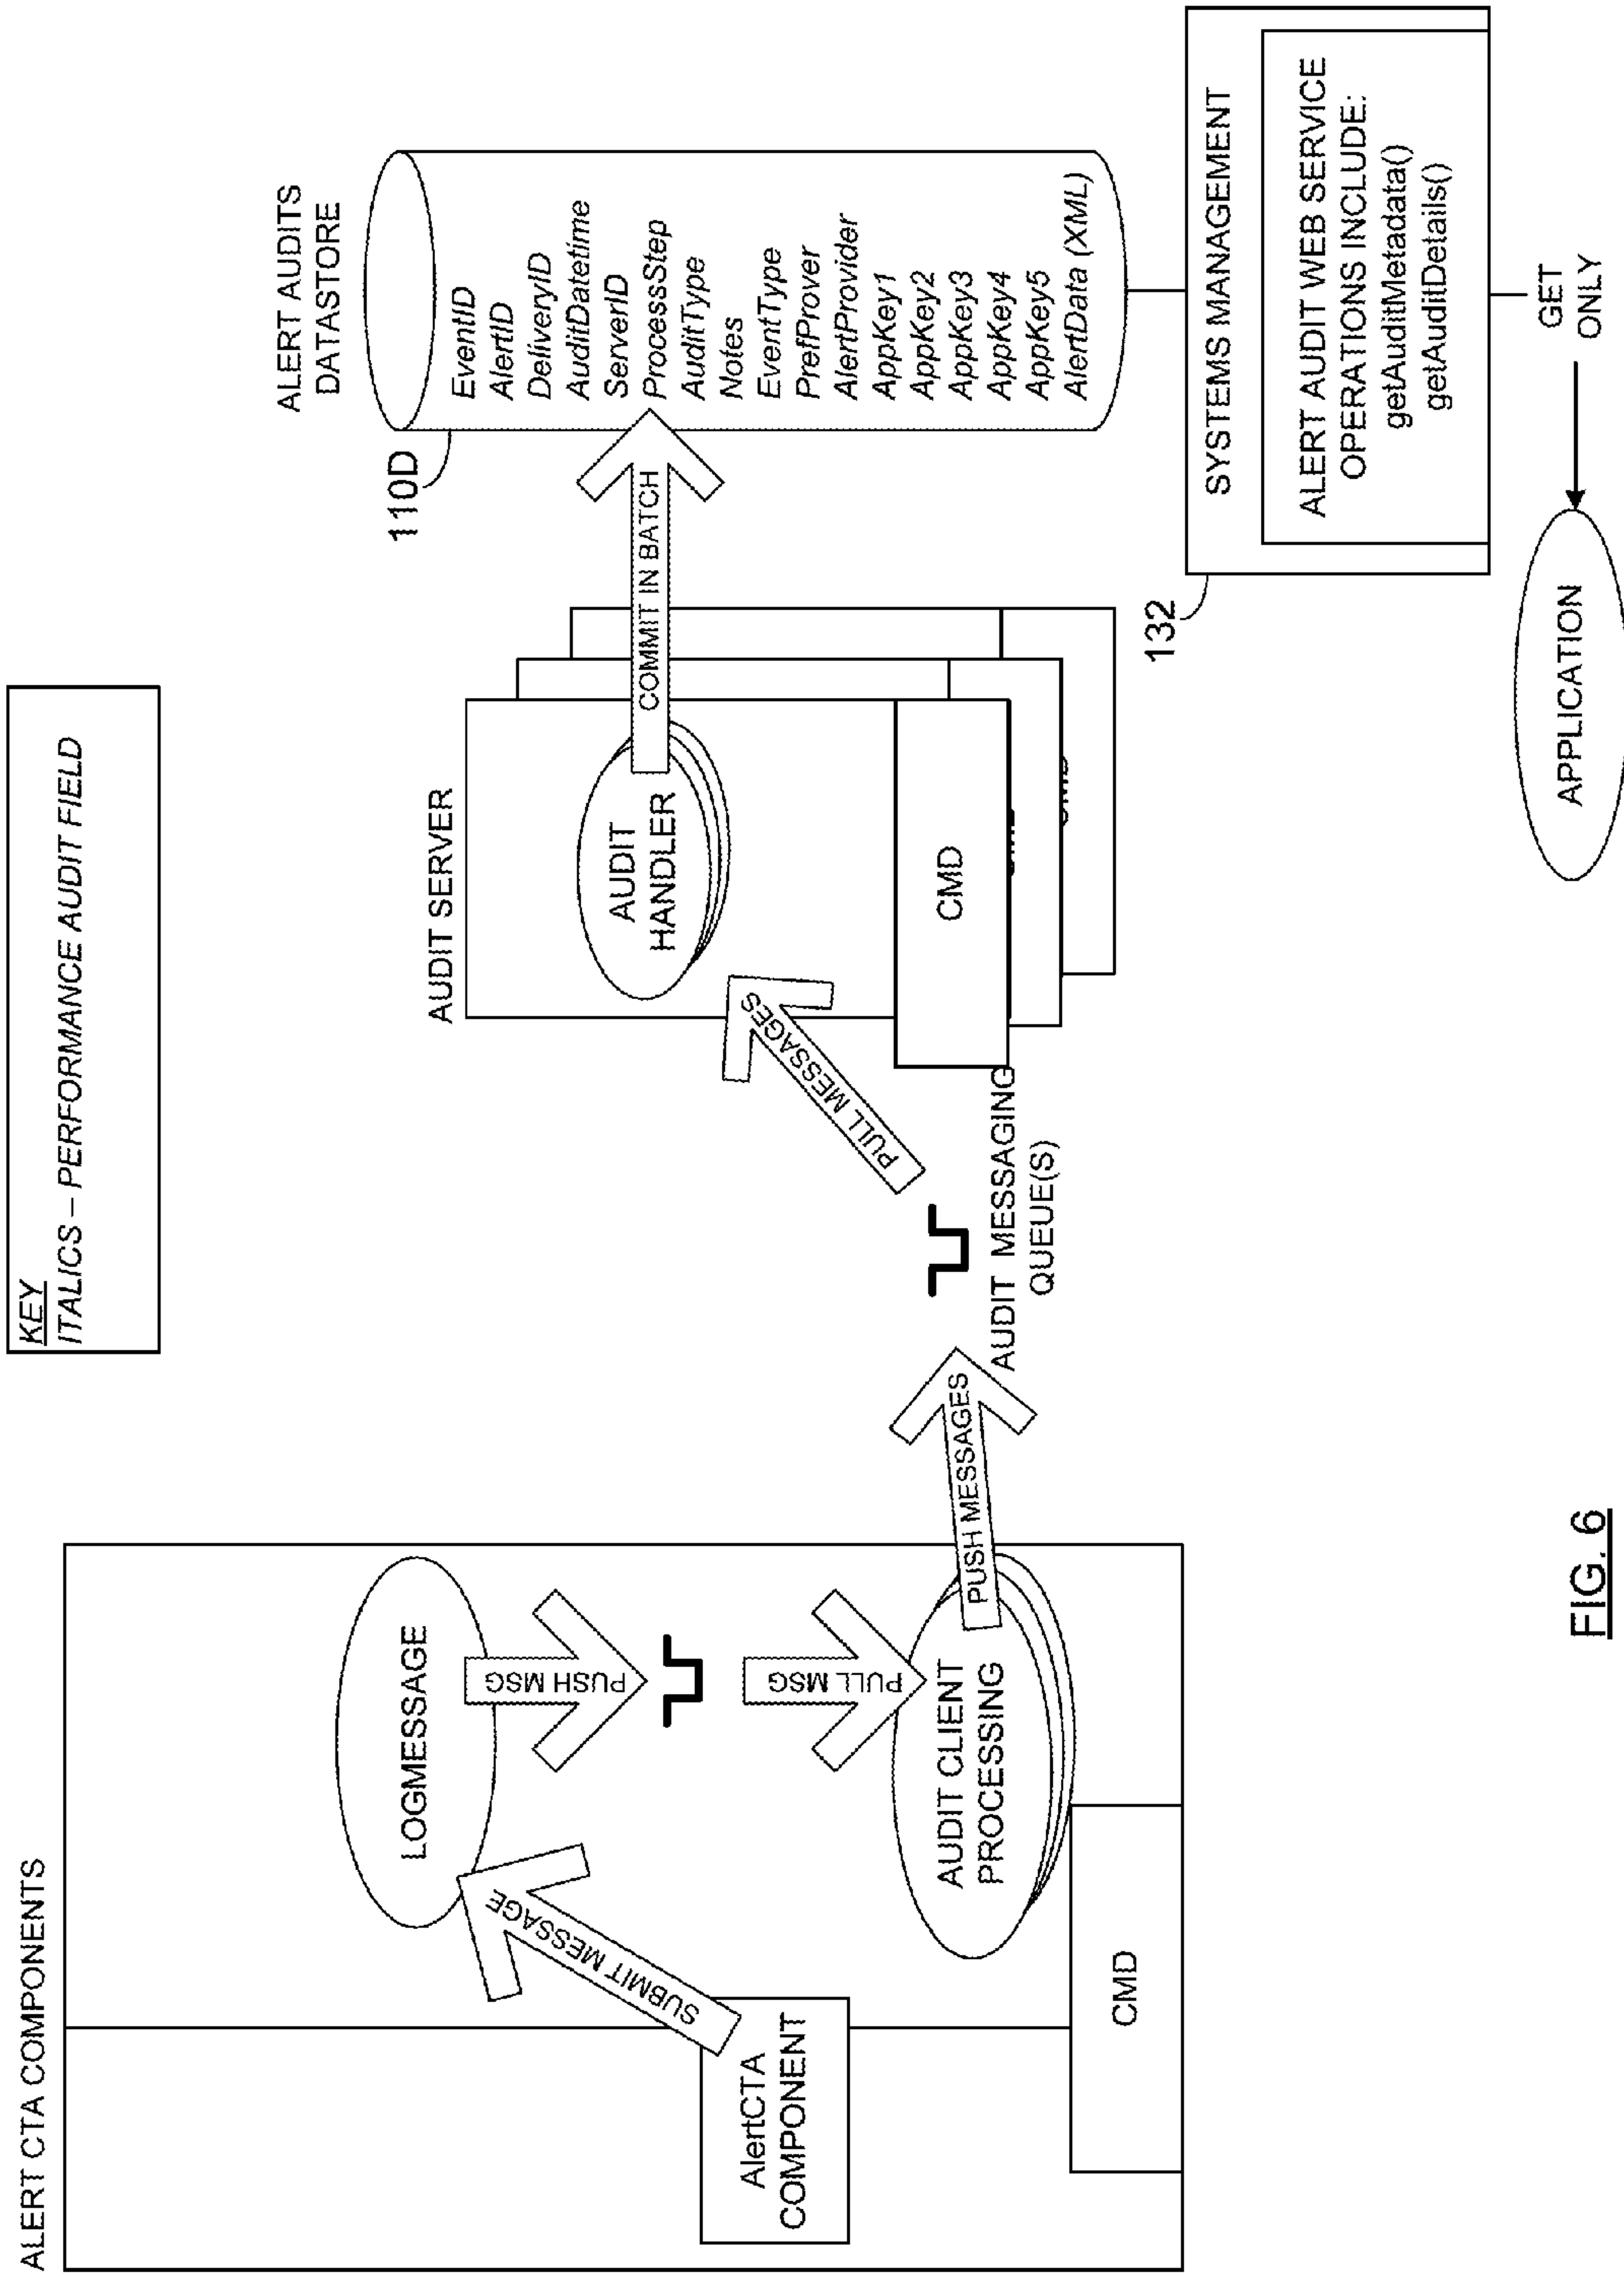 KEY
ITALICS – PERFORMANCE AUDIT FIELD
ALERT CTA COMPONENTS
LOGMESSAGE
SUBMIT MESSAGE
PUSH MSG
AlertCTA
COMPONENT
PULL MSG
AUDIT CLIENT
PROCESSING
CMD
PUSH MESSAGES
AUDIT MESSAGING
QUEUE(S)
PULL MESSAGES
AUDIT SERVER
AUDIT
HANDLER
CMD
COMMIT IN BATCH
ALERT AUDITS
DATASTORE
110D
EventID
AlertID
DeliveryID
AuditDatetime
ServerID
ProcessStep
AuditType
Notes
EventType
PrefProver
AlertProvider
AppKey1
AppKey2
AppKey3
AppKey4
AppKey5
AlertData (XML)
132
SYSTEMS MANAGEMENT
ALERT AUDIT WEB SERVICE
OPERATIONS INCLUDE:
getAuditMetadata()
getAuditDetails()
GET
ONLY
APPLICATION
FIG. 6